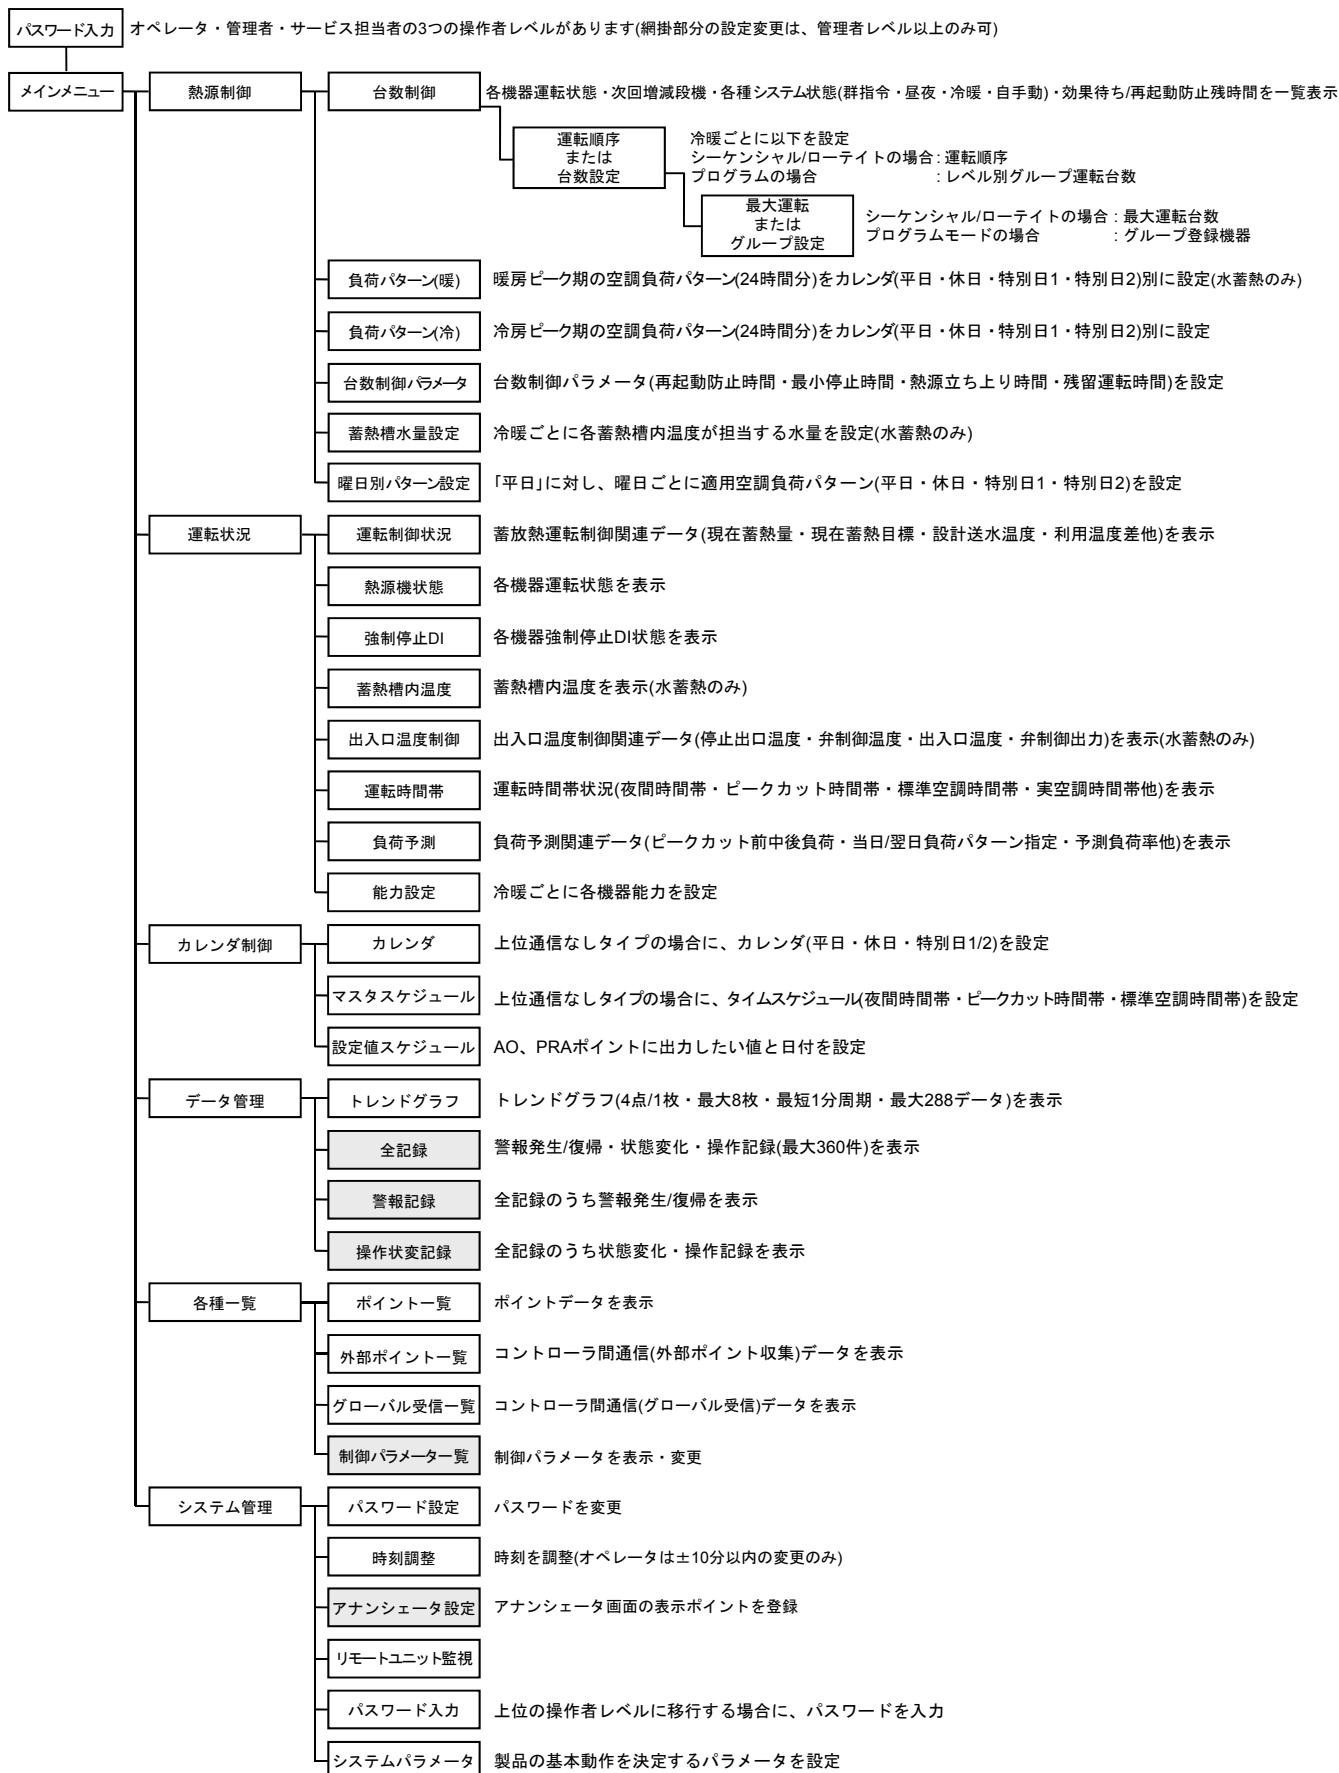 パスワード入力 オペレータ・管理者・サービス担当者の3つの操作者レベルがあります(網掛部分の設定変更は、管理者レベル以上のみ可)
メインメニュー 熱源制御 台数制御 各機器運転状態・次回増減段機・各種システム状態(群指令・昼夜・冷暖・自手動)・効果待ち/再起動防止残時間を一覧表示
運転順序
または
台数設定
冷暖ごとに以下を設定
シーケンシャル/ローテイトの場合:運転順序
プログラムの場合 :レベル別グループ運転台数
最大運転
または
グループ設定
シーケンシャル/ローテイトの場合:最大運転台数
プログラムモードの場合 :グループ登録機器
負荷パターン(暖) 暖房ピーク期の空調負荷パターン(24時間分)をカレンダ(平日・休日・特別日1・特別日2)別に設定(水蓄熱のみ)
負荷パターン(冷) 冷房ピーク期の空調負荷パターン(24時間分)をカレンダ(平日・休日・特別日1・特別日2)別に設定
台数制御パラメータ 台数制御パラメータ(再起動防止時間・最小停止時間・熱源立ち上り時間・残留運転時間)を設定
蓄熱槽水量設定 冷暖ごとに各蓄熱槽内温度が担当する水量を設定(水蓄熱のみ)
曜日別パターン設定 「平日」に対し、曜日ごとに適用空調負荷パターン(平日・休日・特別日1・特別日2)を設定
運転状況 運転制御状況 蓄放熱運転制御関連データ(現在蓄熱量・現在蓄熱目標・設計送水温度・利用温度差他)を表示
熱源機状態 各機器運転状態を表示
強制停止DI 各機器強制停止DI状態を表示
蓄熱槽内温度 蓄熱槽内温度を表示(水蓄熱のみ)
出入口温度制御 出入口温度制御関連データ(停止出口温度・弁制御温度・出入口温度・弁制御出力)を表示(水蓄熱のみ)
運転時間帯 運転時間帯状況(夜間時間帯・ピークカット時間帯・標準空調時間帯・実空調時間帯他)を表示
負荷予測 負荷予測関連データ(ピークカット前中後負荷・当日/翌日負荷パターン指定・予測負荷率他)を表示
能力設定 冷暖ごとに各機器能力を設定
カレンダ制御 カレンダ 上位通信なしタイプの場合に、カレンダ(平日・休日・特別日1/2)を設定
マスタスケジュール 上位通信なしタイプの場合に、タイムスケジュール(夜間時間帯・ピークカット時間帯・標準空調時間帯)を設定
設定値スケジュール AO、PRAポイントに出力したい値と日付を設定
データ管理 トレンドグラフ トレンドグラフ(4点/1枚・最大8枚・最短1分周期・最大288データ)を表示
全記録 警報発生/復帰・状態変化・操作記録(最大360件)を表示
警報記録 全記録のうち警報発生/復帰を表示
操作状変記録 全記録のうち状態変化・操作記録を表示
各種一覧 ポイント一覧 ポイントデータを表示
外部ポイント一覧 コントローラ間通信(外部ポイント収集)データを表示
グローバル受信一覧 コントローラ間通信(グローバル受信)データを表示
制御パラメータ一覧 制御パラメータを表示・変更
システム管理 パスワード設定 パスワードを変更
時刻調整 時刻を調整(オペレータは±10分以内の変更のみ)
アナンシェータ設定 アナンシェータ画面の表示ポイントを登録
リモートユニット監視
パスワード入力 上位の操作者レベルに移行する場合に、パスワードを入力
システムパラメータ 製品の基本動作を決定するパラメータを設定